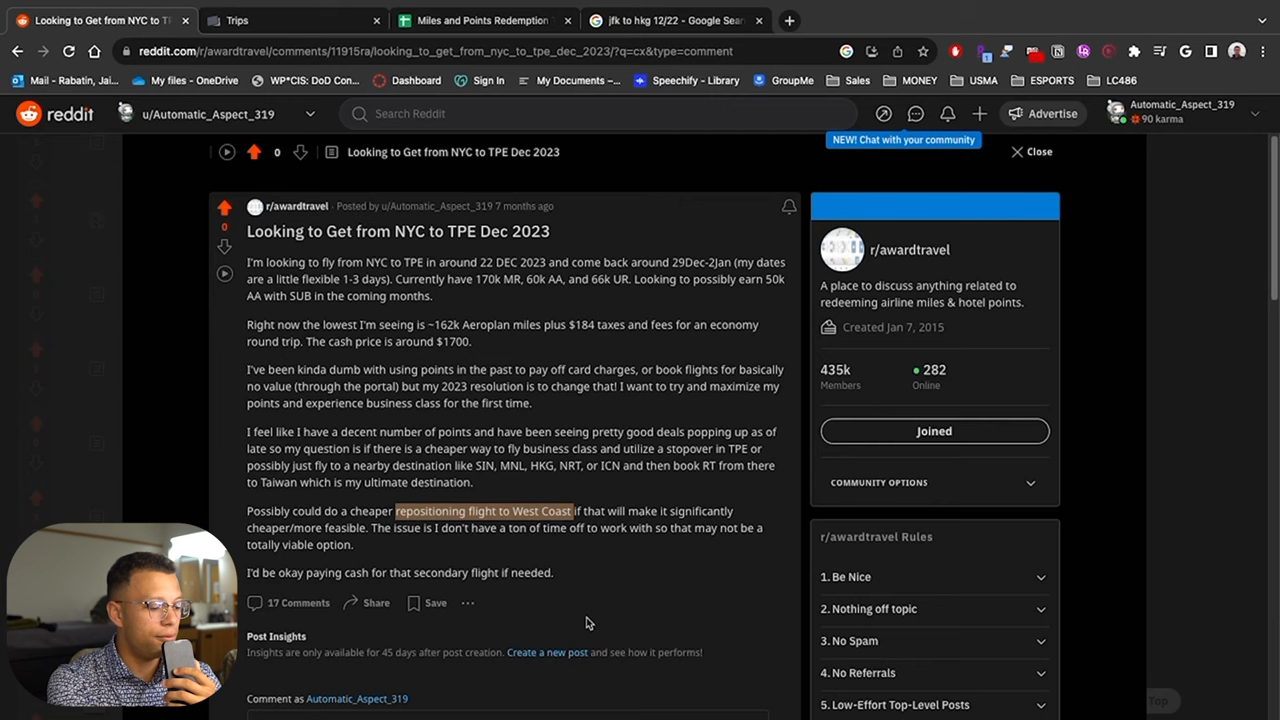 Looking to Get from NYC to TP
Trips
Miles and Points Redemption
jfk to hkg 12/22 - Google Sear
reddit.com/r/awardtravel/comments/11915ra/looking_to_get_from_nyc_to_tpe_dec_2023/?q=cx&type=comment
Mail - Rabatin, Jai...
My files - OneDrive
WP*CIS: DoD Con...
Dashboard
Sign In
My Documents –...
Speechify - Library
GroupMe
Sales
MONEY
USMA
ESPORTS
LC486
reddit
u/Automatic_Aspect_319
Search Reddit
Advertise
Automatic_Aspect_319
90 karma
NEW! Chat with your community
0
Looking to Get from NYC to TPE Dec 2023
Close
r/awardtravel · Posted by u/Automatic_Aspect_319 7 months ago
0
Looking to Get from NYC to TPE Dec 2023
I'm looking to fly from NYC to TPE in around 22 DEC 2023 and come back around 29Dec-2Jan (my dates
are a little flexible 1-3 days). Currently have 170k MR, 60k AA, and 66k UR. Looking to possibly earn 50k
AA with SUB in the coming months.
Right now the lowest I'm seeing is ~162k Aeroplan miles plus $184 taxes and fees for an economy
round trip. The cash price is around $1700.
I've been kinda dumb with using points in the past to pay off card charges, or book flights for basically
no value (through the portal) but my 2023 resolution is to change that! I want to try and maximize my
points and experience business class for the first time.
I feel like I have a decent number of points and have been seeing pretty good deals popping up as of
late so my question is if there is a cheaper way to fly business class and utilize a stopover in TPE or
possibly just fly to a nearby destination like SIN, MNL, HKG, NRT, or ICN and then book RT from there
to Taiwan which is my ultimate destination.
Possibly could do a cheaper repositioning flight to West Coast if that will make it significantly
cheaper/more feasible. The issue is I don't have a ton of time off to work with so that may not be a
totally viable option.
I'd be okay paying cash for that secondary flight if needed.
17 Comments
Share
Save
Post Insights
Insights are only available for 45 days after post creation. Create a new post and see how it performs!
Comment as Automatic_Aspect_319
r/awardtravel
A place to discuss anything related to
redeeming airline miles & hotel points.
Created Jan 7, 2015
435k
282
Members
Online
Joined
COMMUNITY OPTIONS
r/awardtravel Rules
1. Be Nice
2. Nothing off topic
3. No Spam
4. No Referrals
5. Low-Effort Top-Level Posts
Top